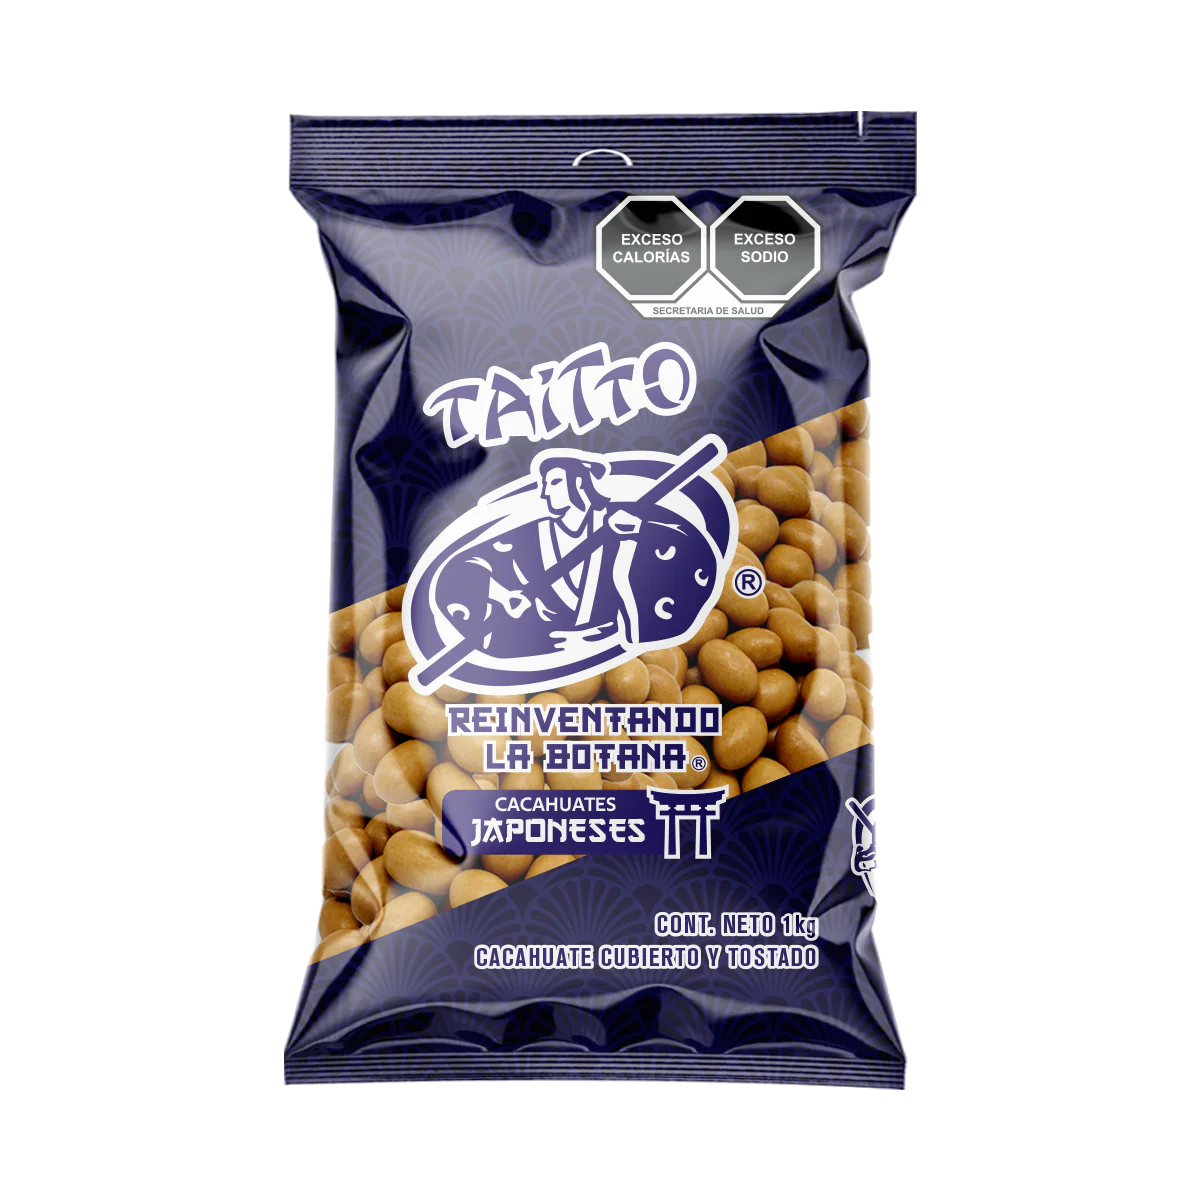 EXCESO
CALORÍAS
EXCESO
SODIO
SECRETARIA DE SALUD
TAITTO
®
REINVENTANDO
LA BOTANA®
CACAHUATES
JAPONESES
CONT. NETO 1kg
CACAHUATE CUBIERTO Y TOSTADO